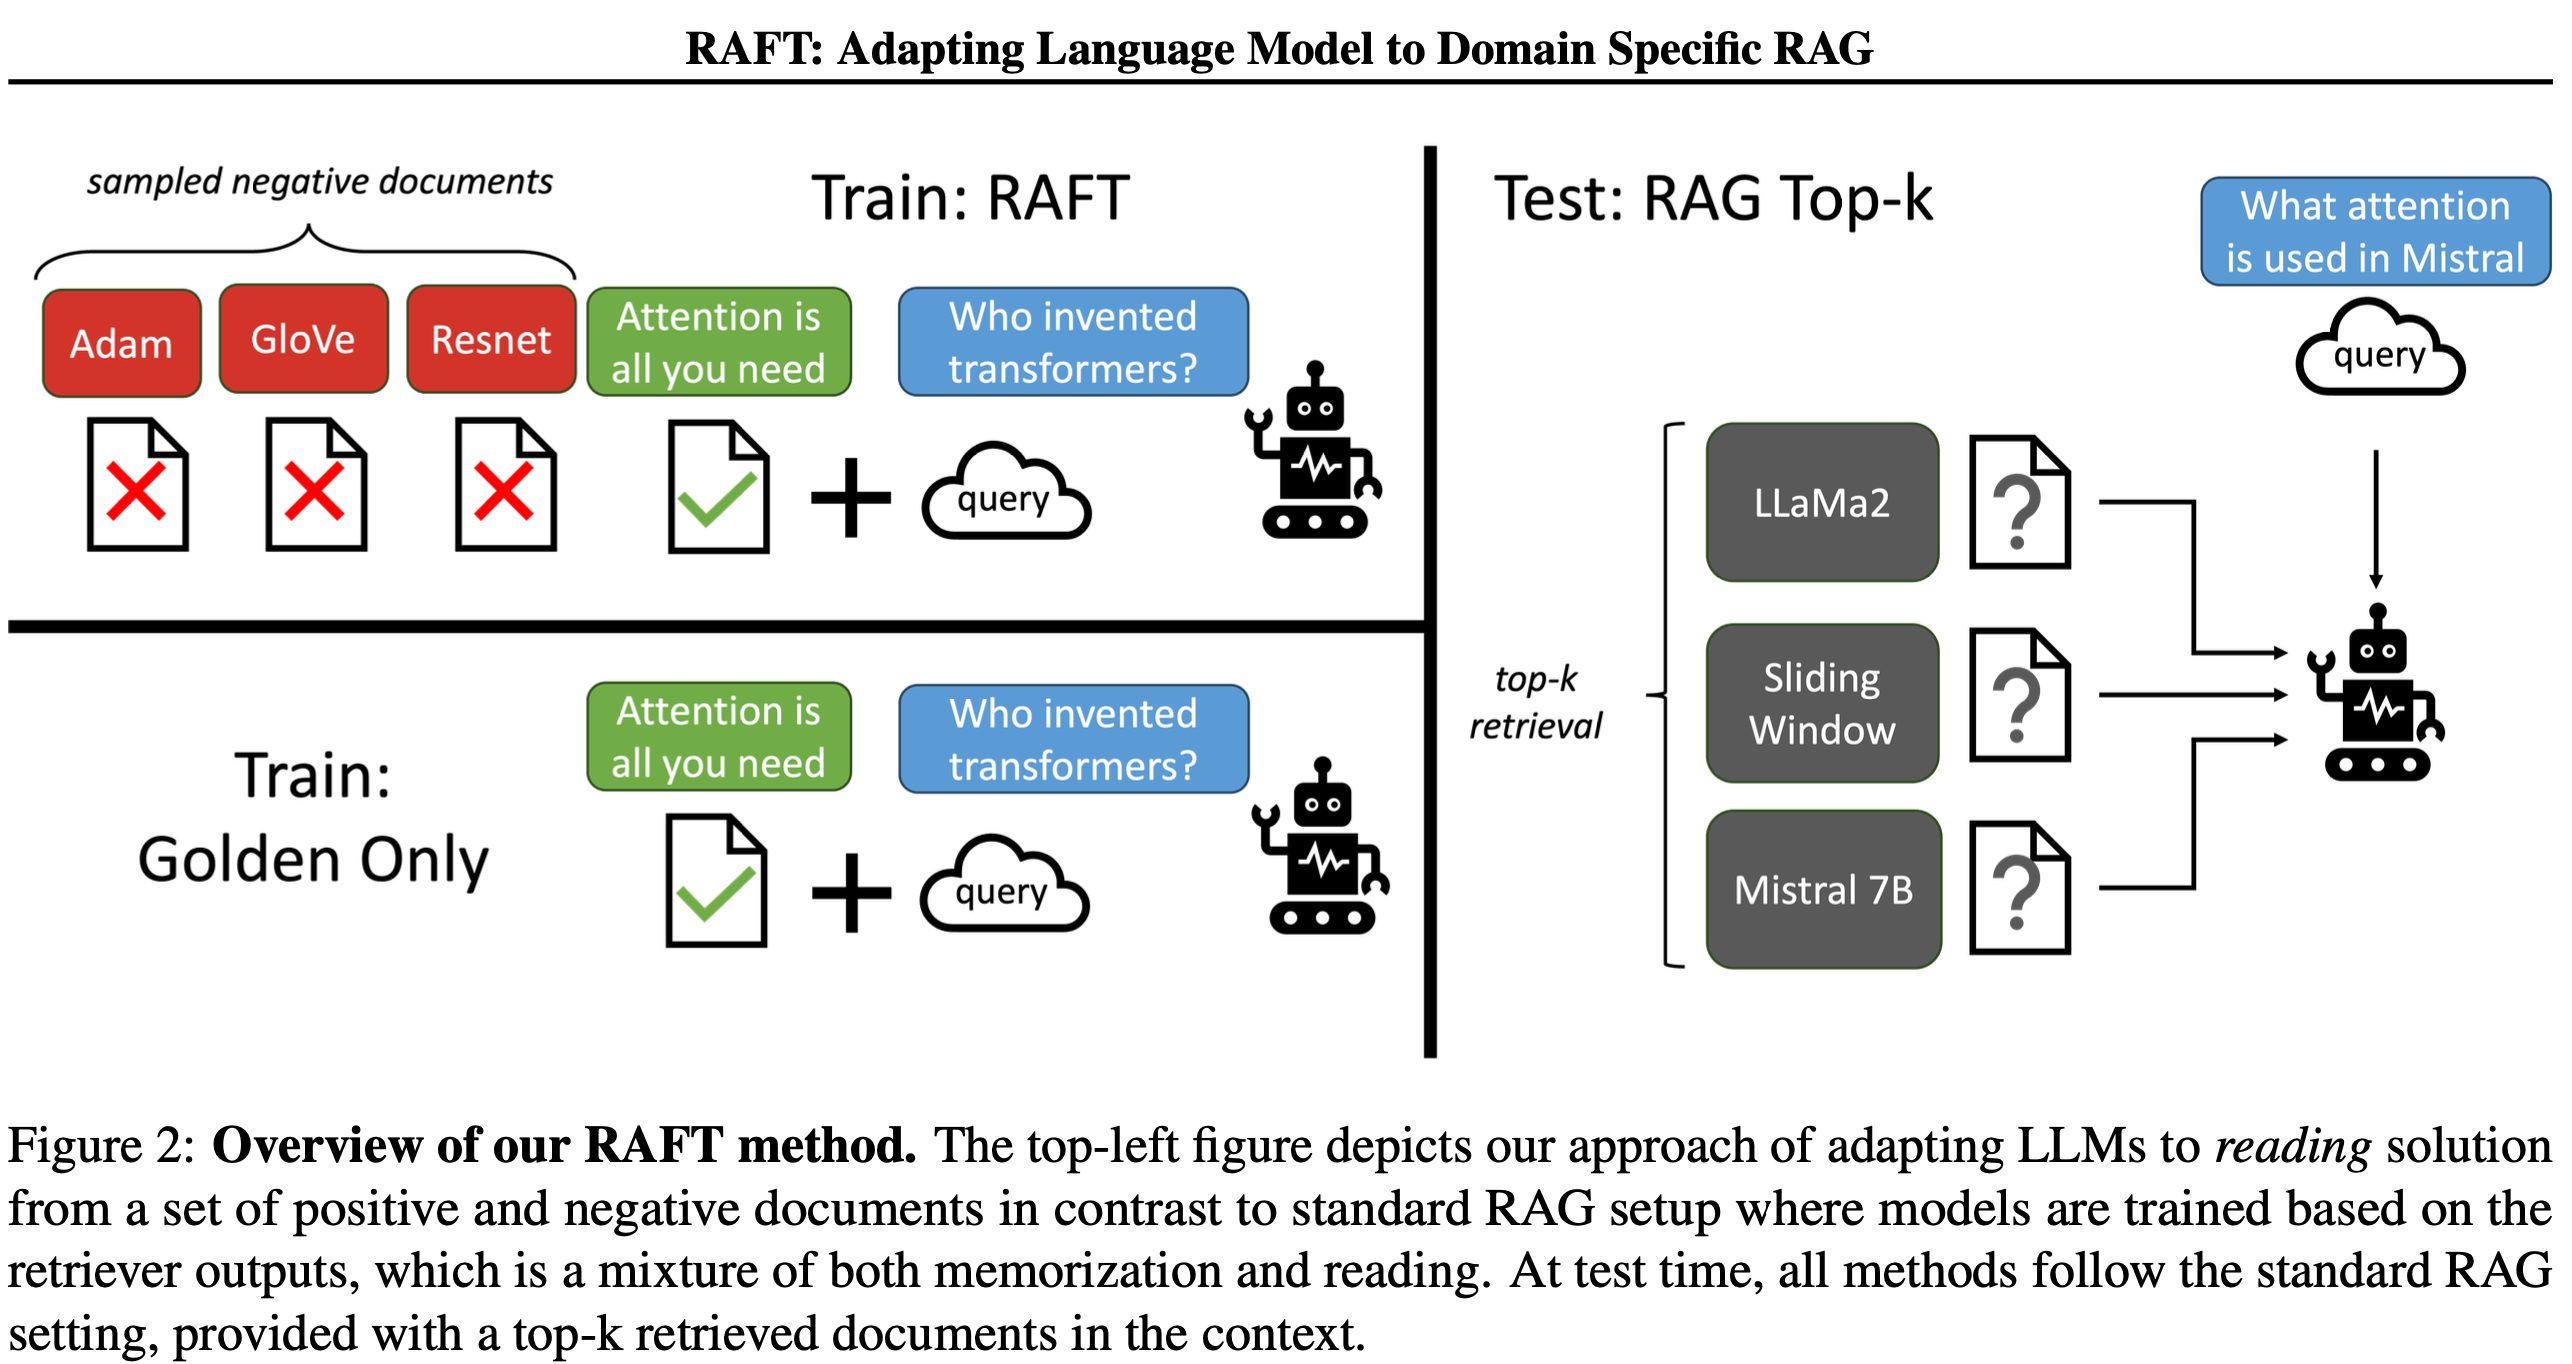 RAFT: Adapting Language Model to Domain Specific RAG
sampled negative documents
Train: RAFT
Adam
GloVe
Resnet
Attention is
all you need
Who invented
transformers?
query
Train:
Golden Only
Attention is
all you need
Who invented
transformers?
query
Test: RAG Top-k
What attention
is used in Mistral
query
top-k
retrieval
LLaMa2
?
Sliding
Window
?
Mistral 7B
?
Figure 2: Overview of our RAFT method. The top-left figure depicts our approach of adapting LLMs to reading solution
from a set of positive and negative documents in contrast to standard RAG setup where models are trained based on the
retriever outputs, which is a mixture of both memorization and reading. At test time, all methods follow the standard RAG
setting, provided with a top-k retrieved documents in the context.